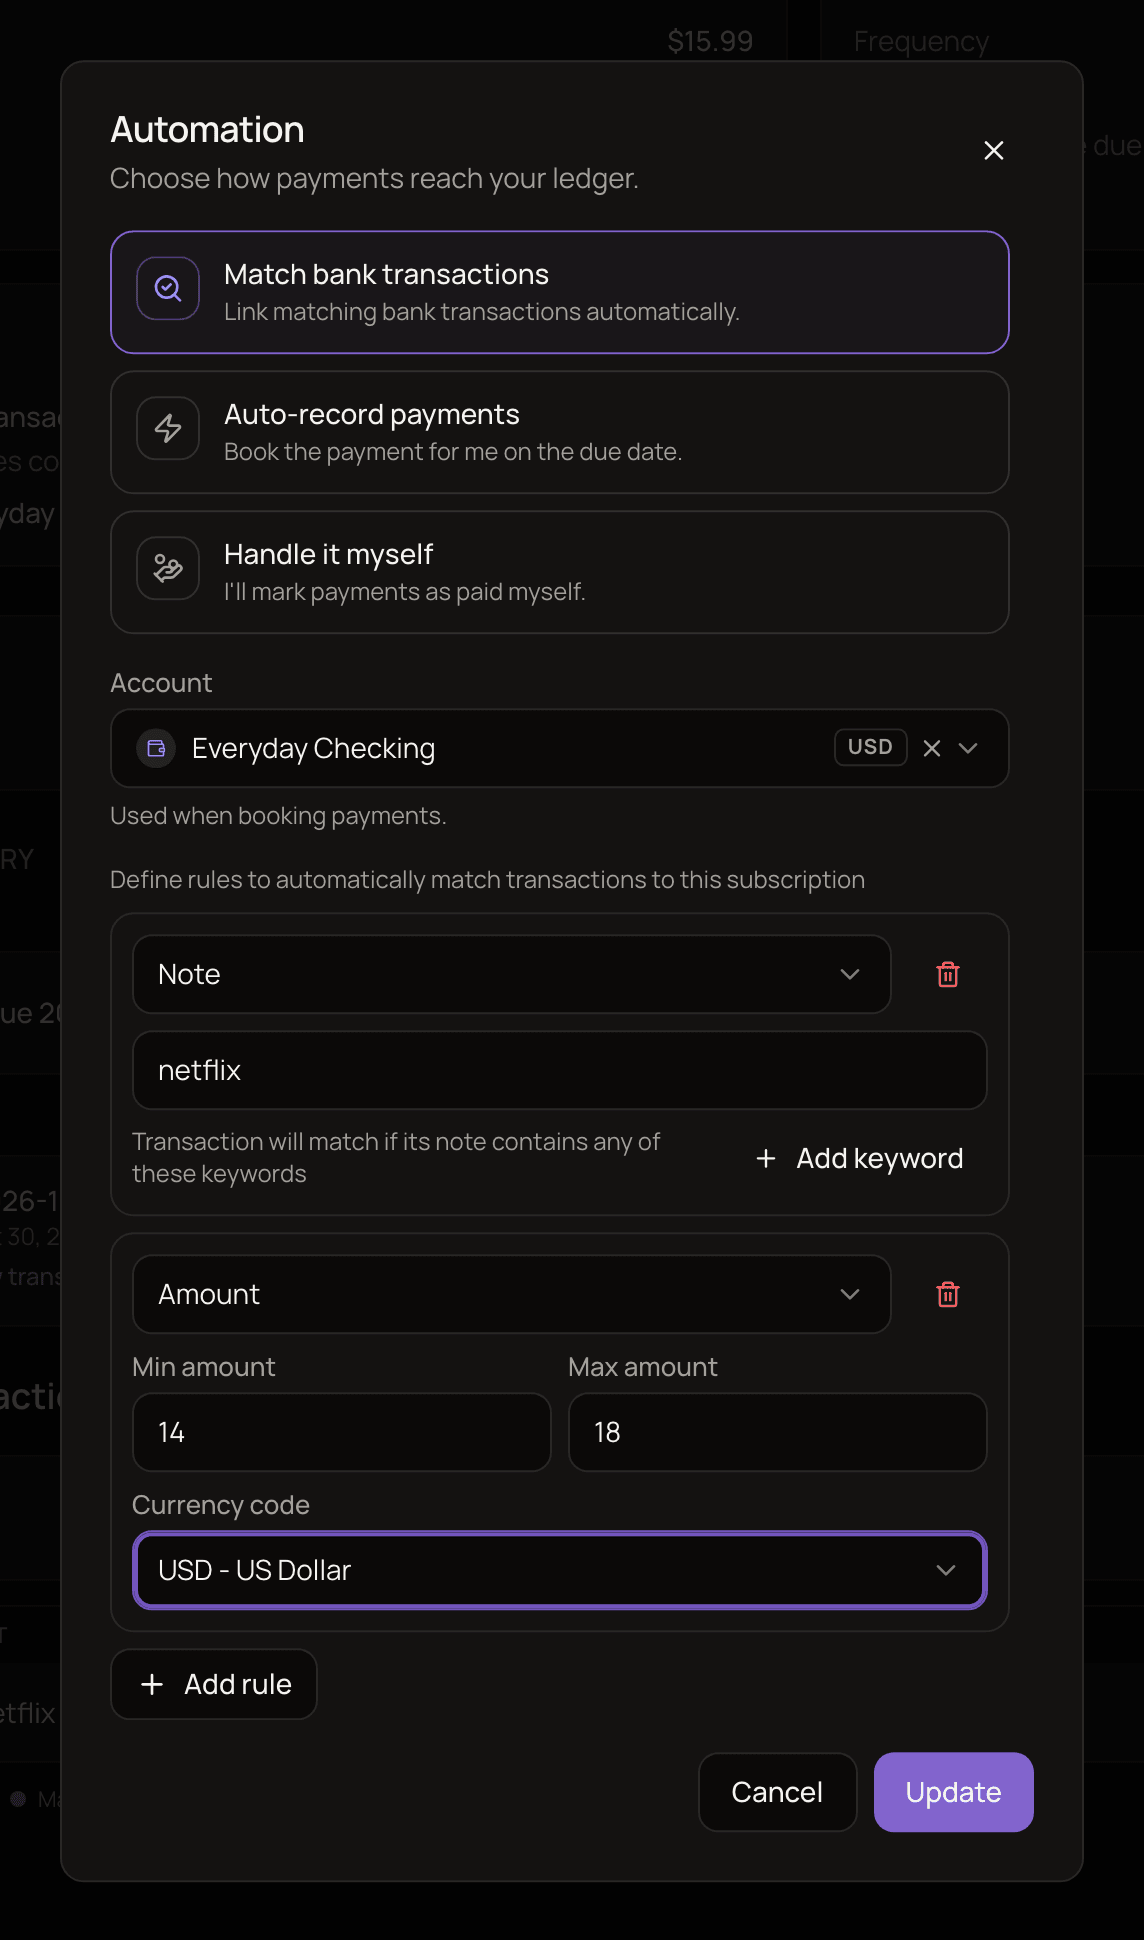 $15.99
Frequency
Automation
Choose how payments reach your ledger.
due
Match bank transactions
Link matching bank transactions automatically.
Auto-record payments
Book the payment for me on the due date.
Handle it myself
I'll mark payments as paid myself.
Account
Everyday Checking
USD
Used when booking payments.
Define rules to automatically match transactions to this subscription
Note
netflix
Transaction will match if its note contains any of
these keywords
+ Add keyword
Amount
Min amount
Max amount
14
18
Currency code
USD - US Dollar
+ Add rule
Cancel
Update